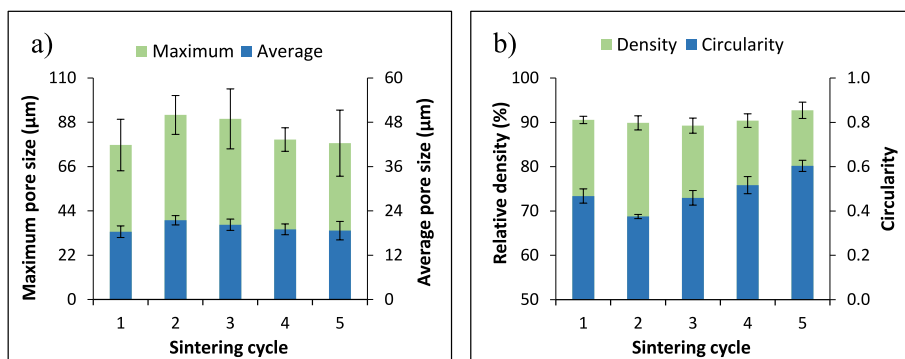 a)
Maximum Average
110
88
66
44
22
0
Maximum pore size (µm)
60
48
36
24
12
0
Average pore size (µm)
1 2 3 4 5
Sintering cycle
b)
Density Circularity
100
90
80
70
60
50
Relative density (%)
1.0
0.8
0.6
0.4
0.2
0.0
Circularity
1 2 3 4 5
Sintering cycle